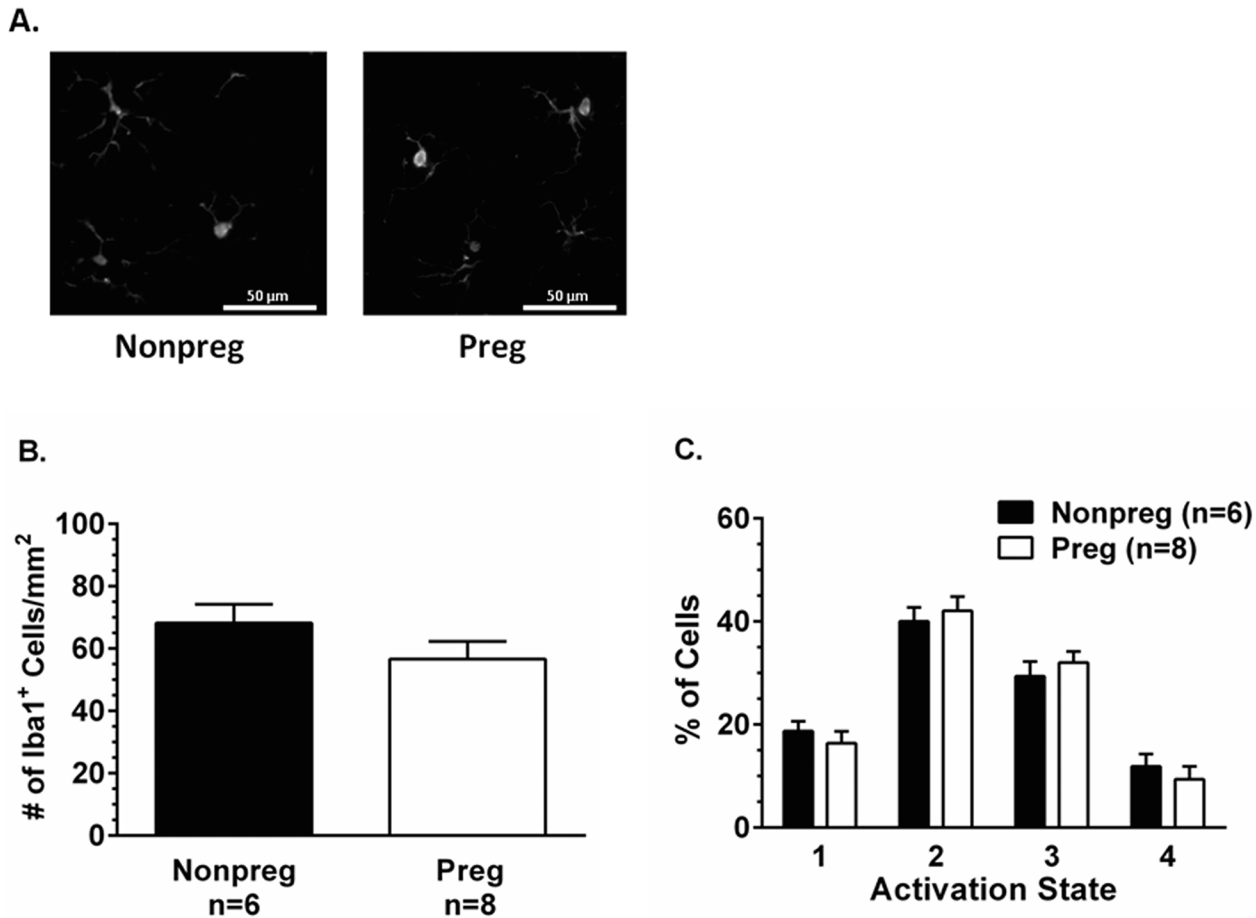 A.
50 µm
50 µm
Nonpreg
Preg
B.
# of Iba1⁺ Cells/mm²
100
80
60
40
20
0
Nonpreg
n=6
Preg
n=8
C.
% of Cells
60
40
20
0
Nonpreg (n=6)
Preg (n=8)
1 2 3 4
Activation State